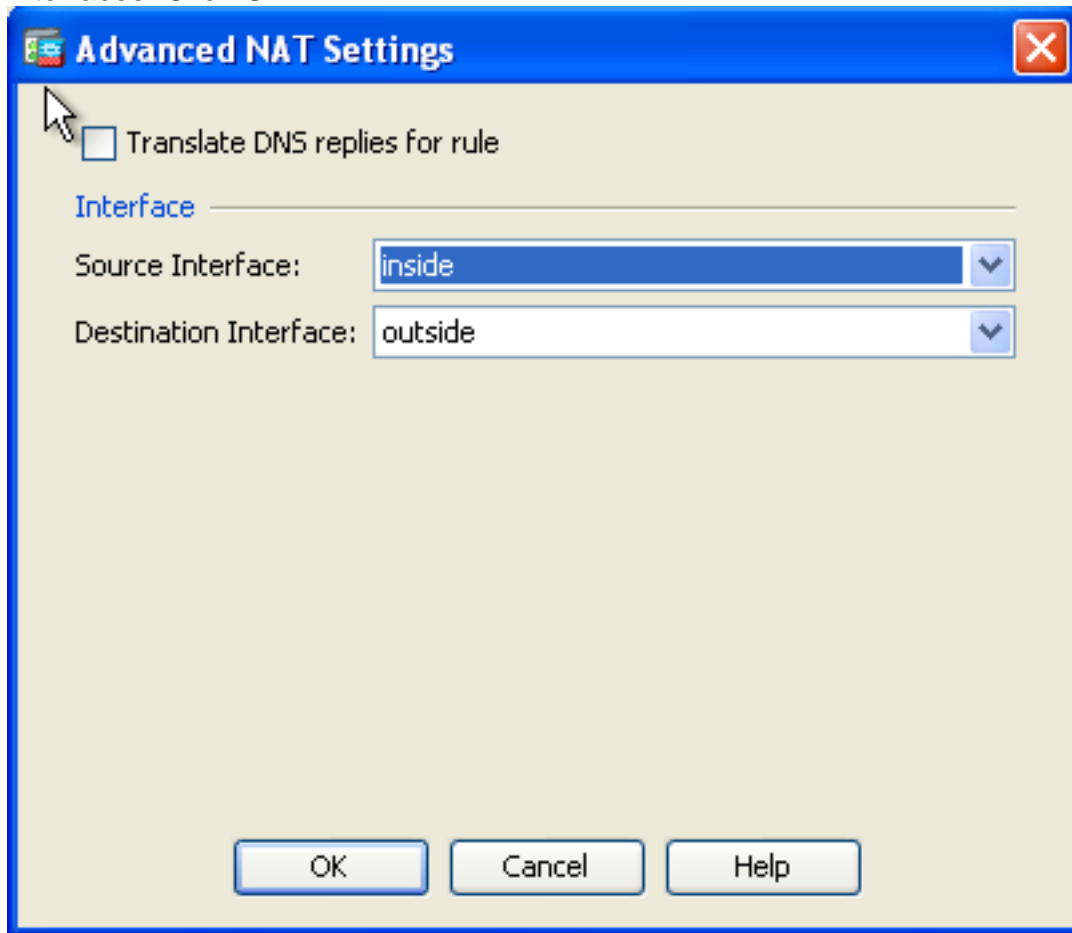 Advanced NAT Settings
Translate DNS replies for rule
Interface
Source Interface: inside
Destination Interface: outside
OK Cancel Help